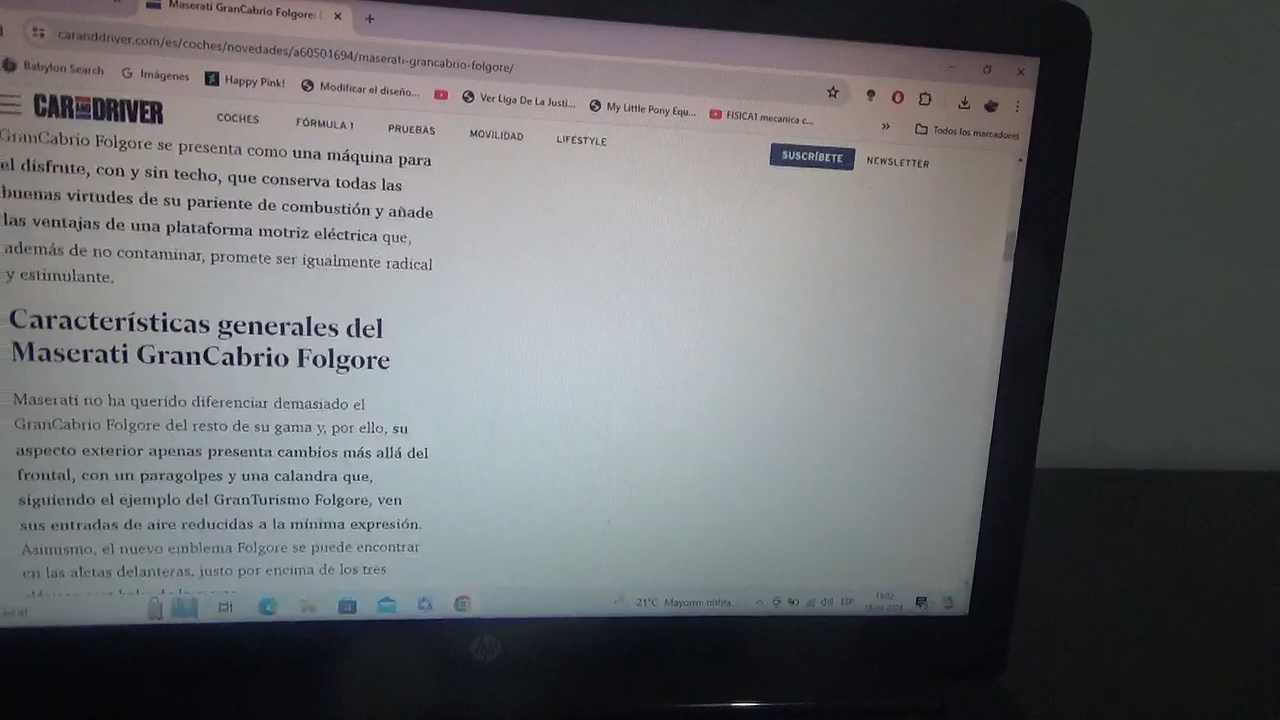 Maserati GranCabrio Folgore:
caranddriver.com/es/coches/novedades/a60501694/maserati-grancabrio-folgore/
Babylon Search Imágenes Happy Pink! Modificar el diseño... Ver Liga De La Justi... My Little Pony Equ... FISICA1 mecanica c... » Todos los marcadores
CAR AND DRIVER COCHES FÓRMULA 1 PRUEBAS MOVILIDAD LIFESTYLE SUSCRÍBETE NEWSLETTER
GranCabrio Folgore se presenta como una máquina para
el disfrute, con y sin techo, que conserva todas las
buenas virtudes de su pariente de combustión y añade
las ventajas de una plataforma motriz eléctrica que,
además de no contaminar, promete ser igualmente radical
y estimulante.
Características generales del
Maserati GranCabrio Folgore
Maserati no ha querido diferenciar demasiado el
GranCabrio Folgore del resto de su gama y, por ello, su
aspecto exterior apenas presenta cambios más allá del
frontal, con un paragolpes y una calandra que,
siguiendo el ejemplo del GranTurismo Folgore, ven
sus entradas de aire reducidas a la mínima expresión.
Asimismo, el nuevo emblema Folgore se puede encontrar
en las aletas delanteras, justo por encima de los tres
21°C Mayorm. nubla... ESP
hp